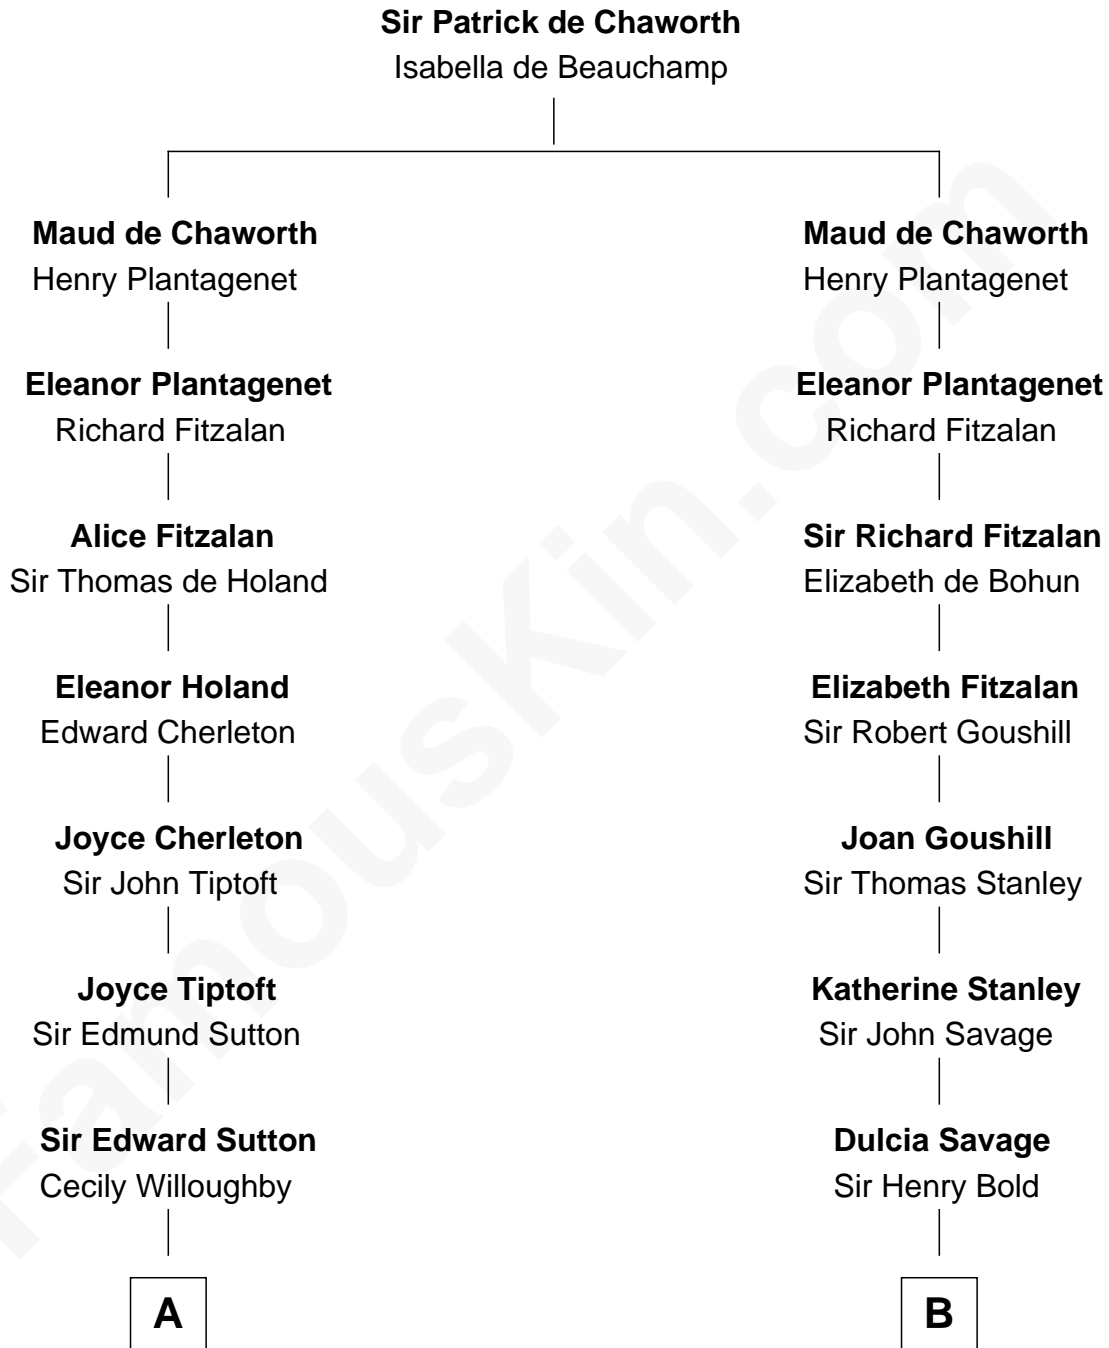 Sir Patrick de Chaworth
Isabella de Beauchamp
Maud de Chaworth
Henry Plantagenet
Maud de Chaworth
Henry Plantagenet
Eleanor Plantagenet
Richard Fitzalan
Eleanor Plantagenet
Richard Fitzalan
Alice Fitzalan
Sir Thomas de Holand
Sir Richard Fitzalan
Elizabeth de Bohun
Eleanor Holand
Edward Cherleton
Elizabeth Fitzalan
Sir Robert Goushill
Joyce Cherleton
Sir John Tiptoft
Joan Goushill
Sir Thomas Stanley
Joyce Tiptoft
Sir Edmund Sutton
Katherine Stanley
Sir John Savage
Sir Edward Sutton
Cecily Willoughby
Dulcia Savage
Sir Henry Bold
A
B
FamousKin.com